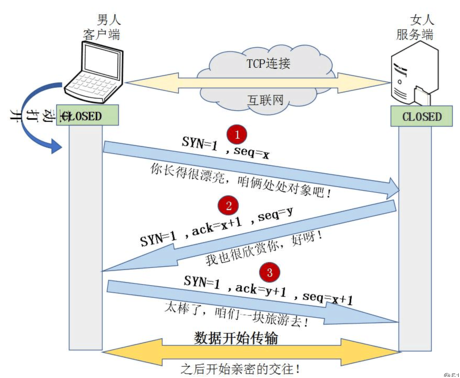 男人
客户端
女人
服务端
TCP连接
互联网
动打开
CLOSED
CLOSED
1
SYN=1 ,seq=x
你长得很漂亮，咱俩处处对象吧！
2
SYN=1 ,ack=x+1 ,seq=y
我也很欣赏你，好呀！
3
SYN=1 ,ack=y+1 ,seq=x+1
太棒了，咱们一块旅游去！
数据开始传输
之后开始亲密的交往！